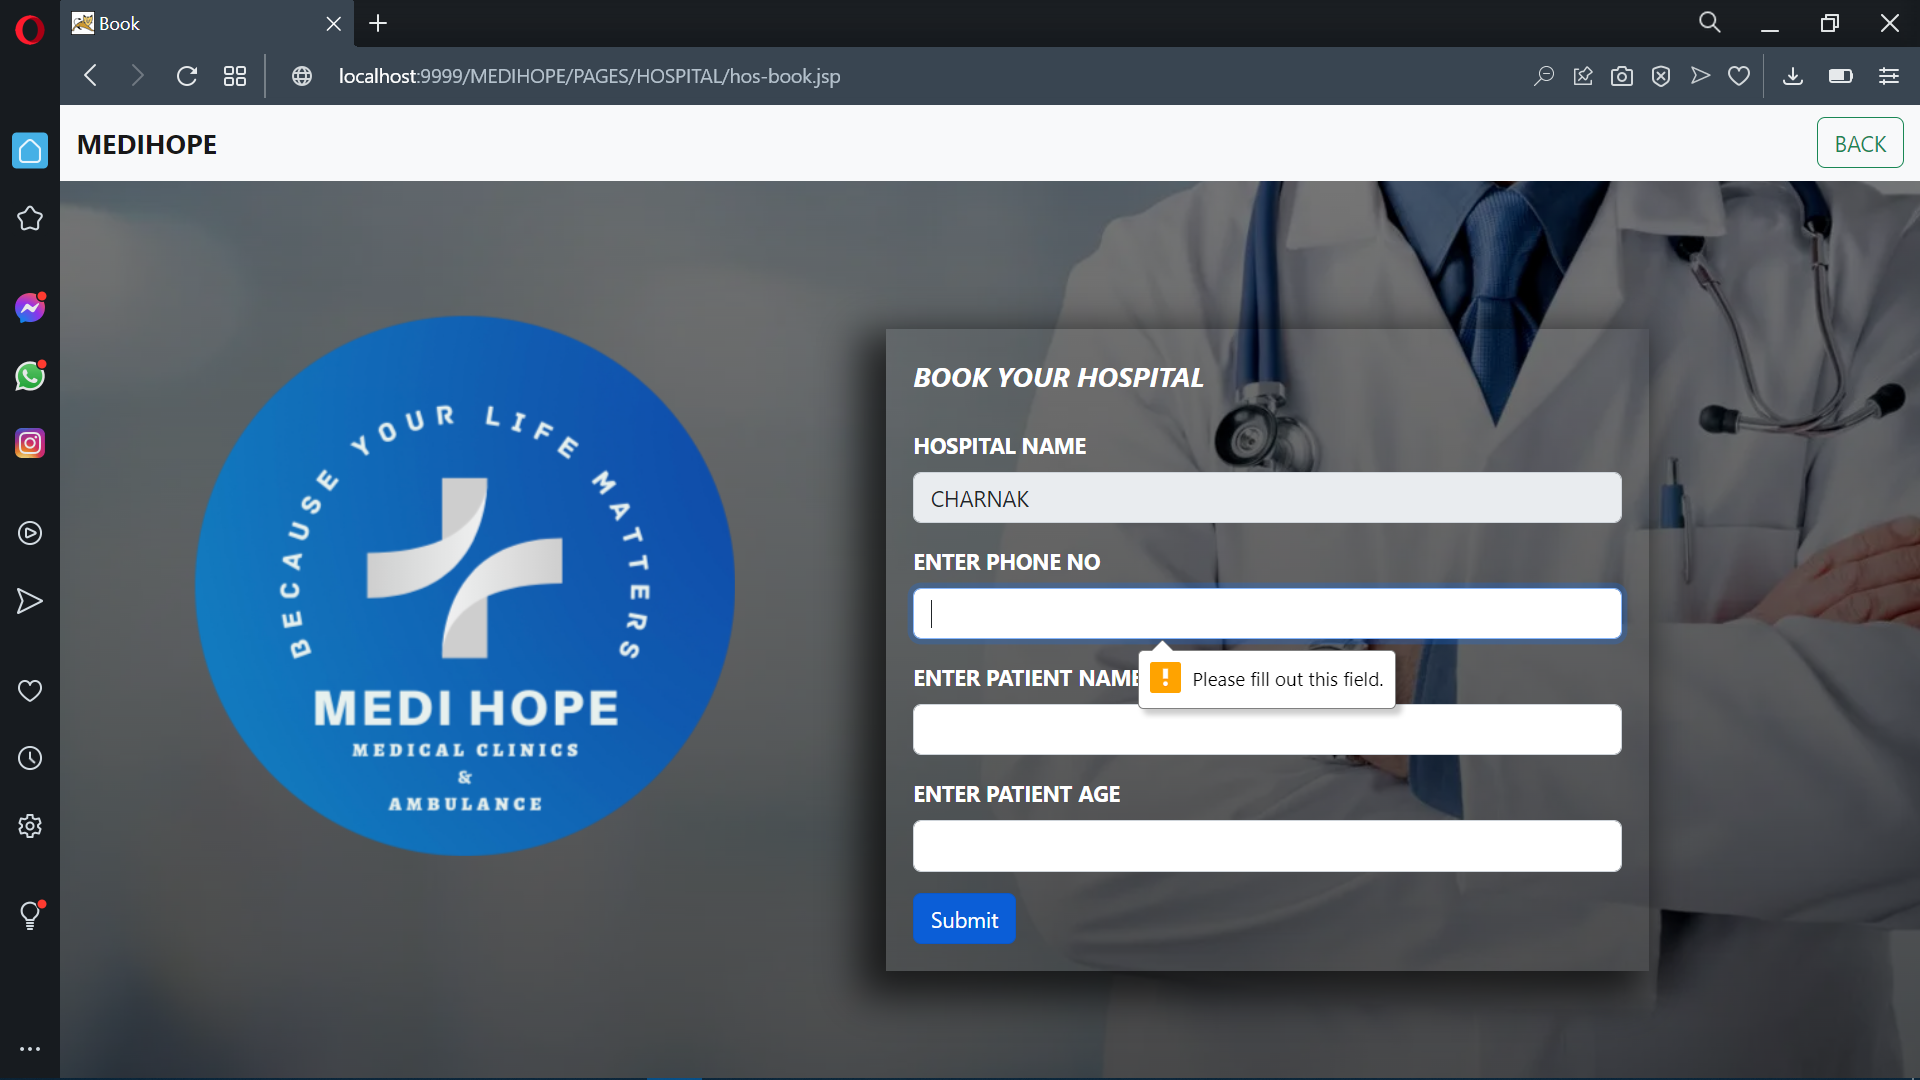 Book
localhost:9999/MEDIHOPE/PAGES/HOSPITAL/hos-book.jsp
MEDIHOPE
BACK
BECAUSE YOUR LIFE MATTERS
MEDI HOPE
MEDICAL CLINICS
&
AMBULANCE
BOOK YOUR HOSPITAL
HOSPITAL NAME
CHARNAK
ENTER PHONE NO
ENTER PATIENT NAME
Please fill out this field.
ENTER PATIENT AGE
Submit